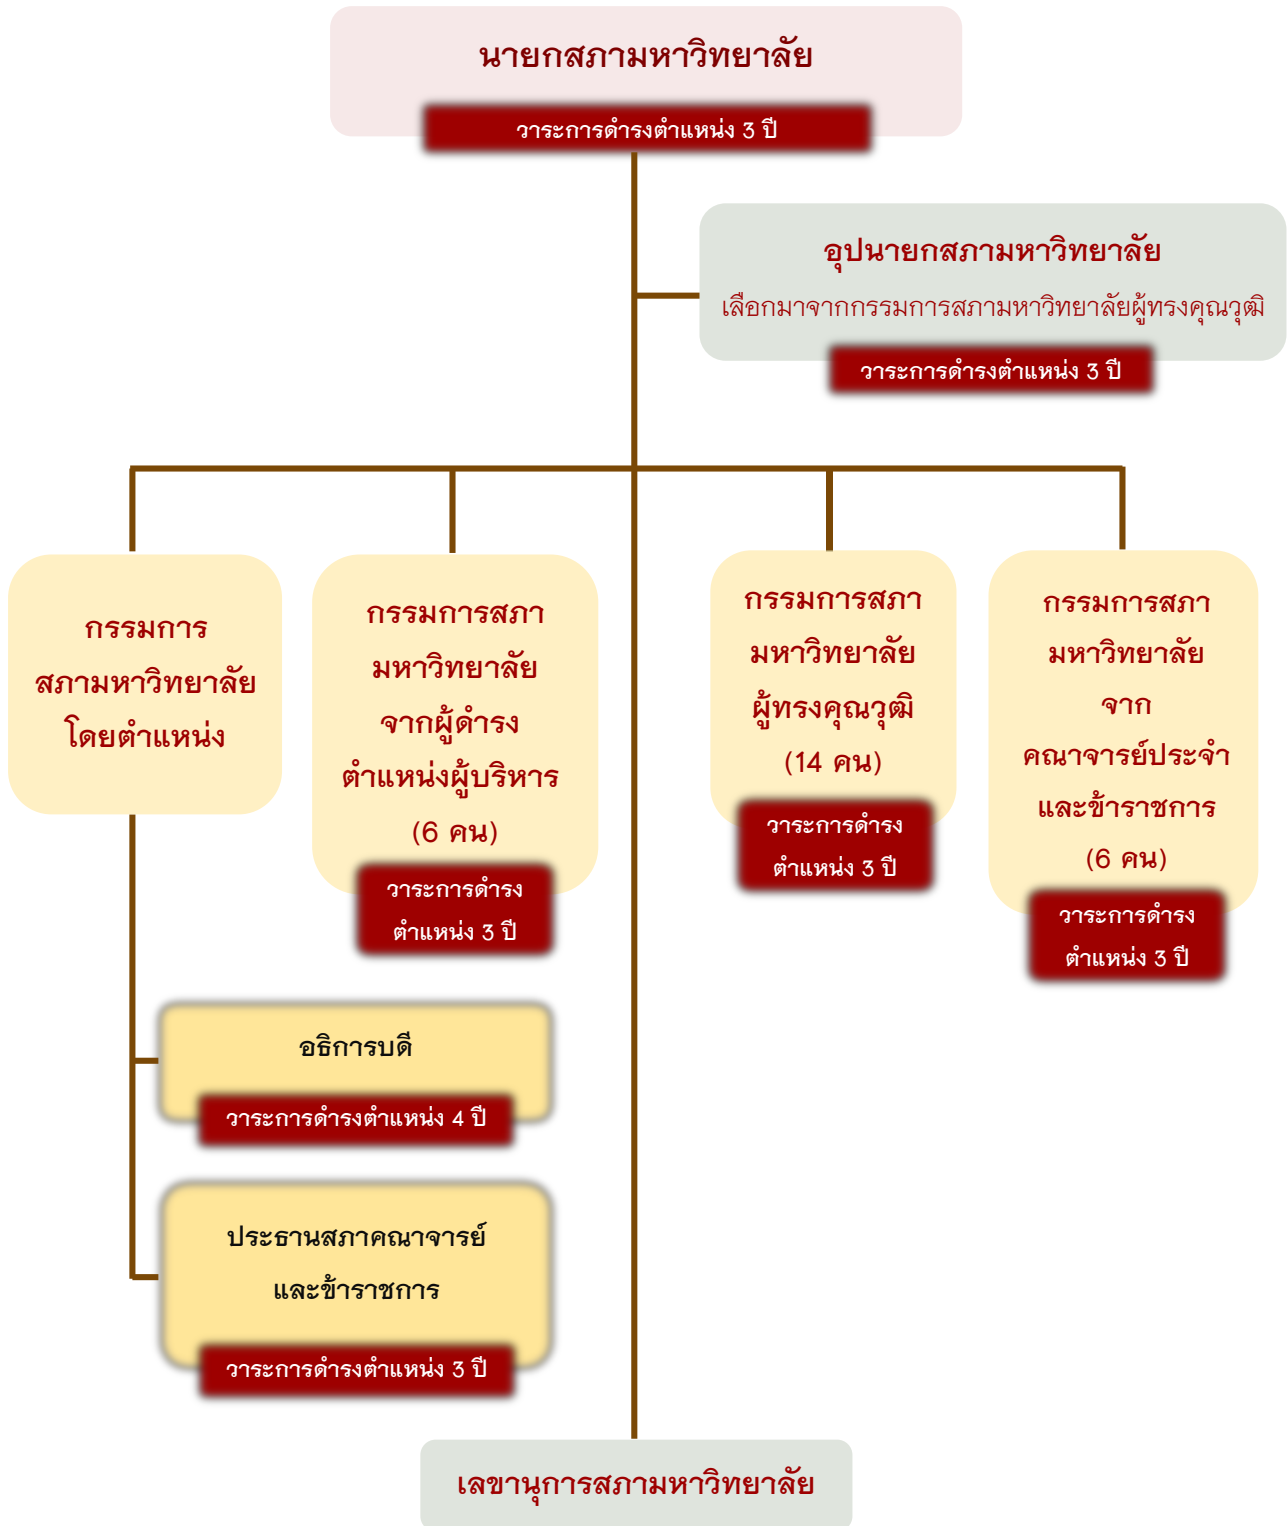 นายกสภามหาวิทยาลัย
วาระการดำรงตำแหน่ง 3 ปี
อุปนายกสภามหาวิทยาลัย
เลือกมาจากกรรมการสภามหาวิทยาลัยผู้ทรงคุณวุฒิ
วาระการดำรงตำแหน่ง 3 ปี
กรรมการ
สภามหาวิทยาลัย
โดยตำแหน่ง
กรรมการสภา
มหาวิทยาลัย
จากผู้ดำรง
ตำแหน่งผู้บริหาร
(6 คน)
วาระการดำรง
ตำแหน่ง 3 ปี
กรรมการสภา
มหาวิทยาลัย
ผู้ทรงคุณวุฒิ
(14 คน)
วาระการดำรง
ตำแหน่ง 3 ปี
กรรมการสภา
มหาวิทยาลัย
จาก
คณาจารย์ประจำ
และข้าราชการ
(6 คน)
วาระการดำรง
ตำแหน่ง 3 ปี
อธิการบดี
วาระการดำรงตำแหน่ง 4 ปี
ประธานสภาคณาจารย์
และข้าราชการ
วาระการดำรงตำแหน่ง 3 ปี
เลขานุการสภามหาวิทยาลัย